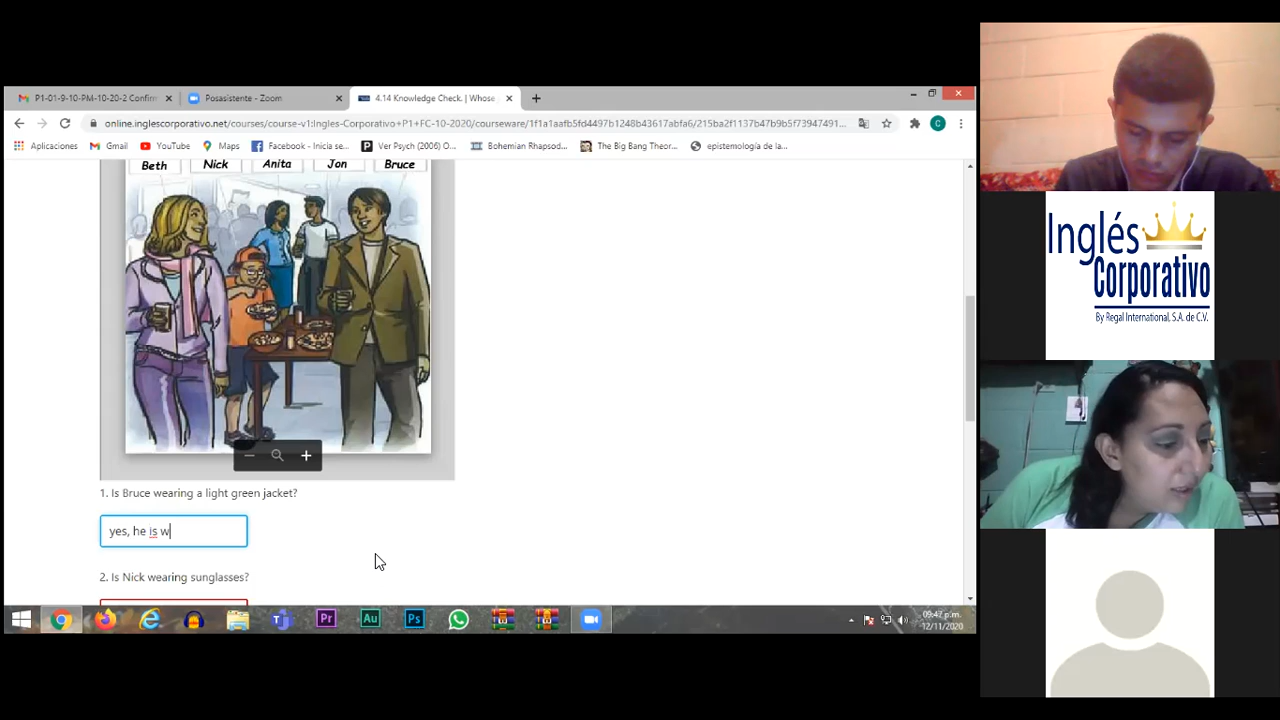 P1-01-9-10-PM-10-20-2 Confirm
Posasistente - Zoom
4.14 Knowledge Check. | Whose
online.inglescorporativo.net/courses/course-v1:Ingles-Corporativo+P1+FC-10-2020/courseware/1f1a1aafb5fd4497b1248b43617abfa6/215ba2f1137b47b9b5f73947491...
Aplicaciones
Gmail
YouTube
Maps
Facebook - Inicia se...
Ver Psych (2006) O...
Bohemian Rhapsod...
The Big Bang Theor...
epistemología de la...
Beth Nick Anita Jon Bruce
1. Is Bruce wearing a light green jacket?
yes, he is w
2. Is Nick wearing sunglasses?
09:47 p.m.
12/11/2020
Inglés
Corporativo
By Regal International, S.A. de C.V.